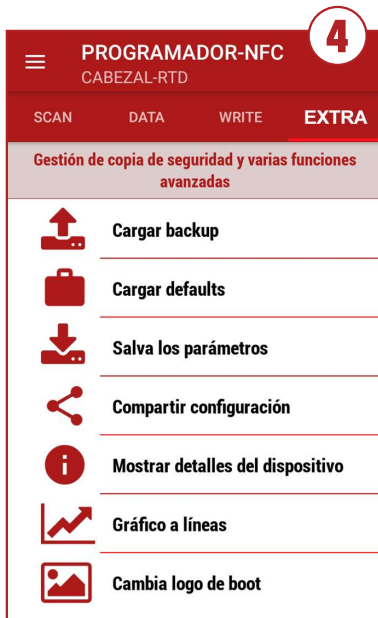 4
PROGRAMADOR-NFC
CABEZAL-RTD
SCAN DATA WRITE EXTRA
Gestión de copia de seguridad y varias funciones
avanzadas
Cargar backup
Cargar defaults
Salva los parámetros
Compartir configuración
Mostrar detalles del dispositivo
Gráfico a líneas
Cambia logo de boot